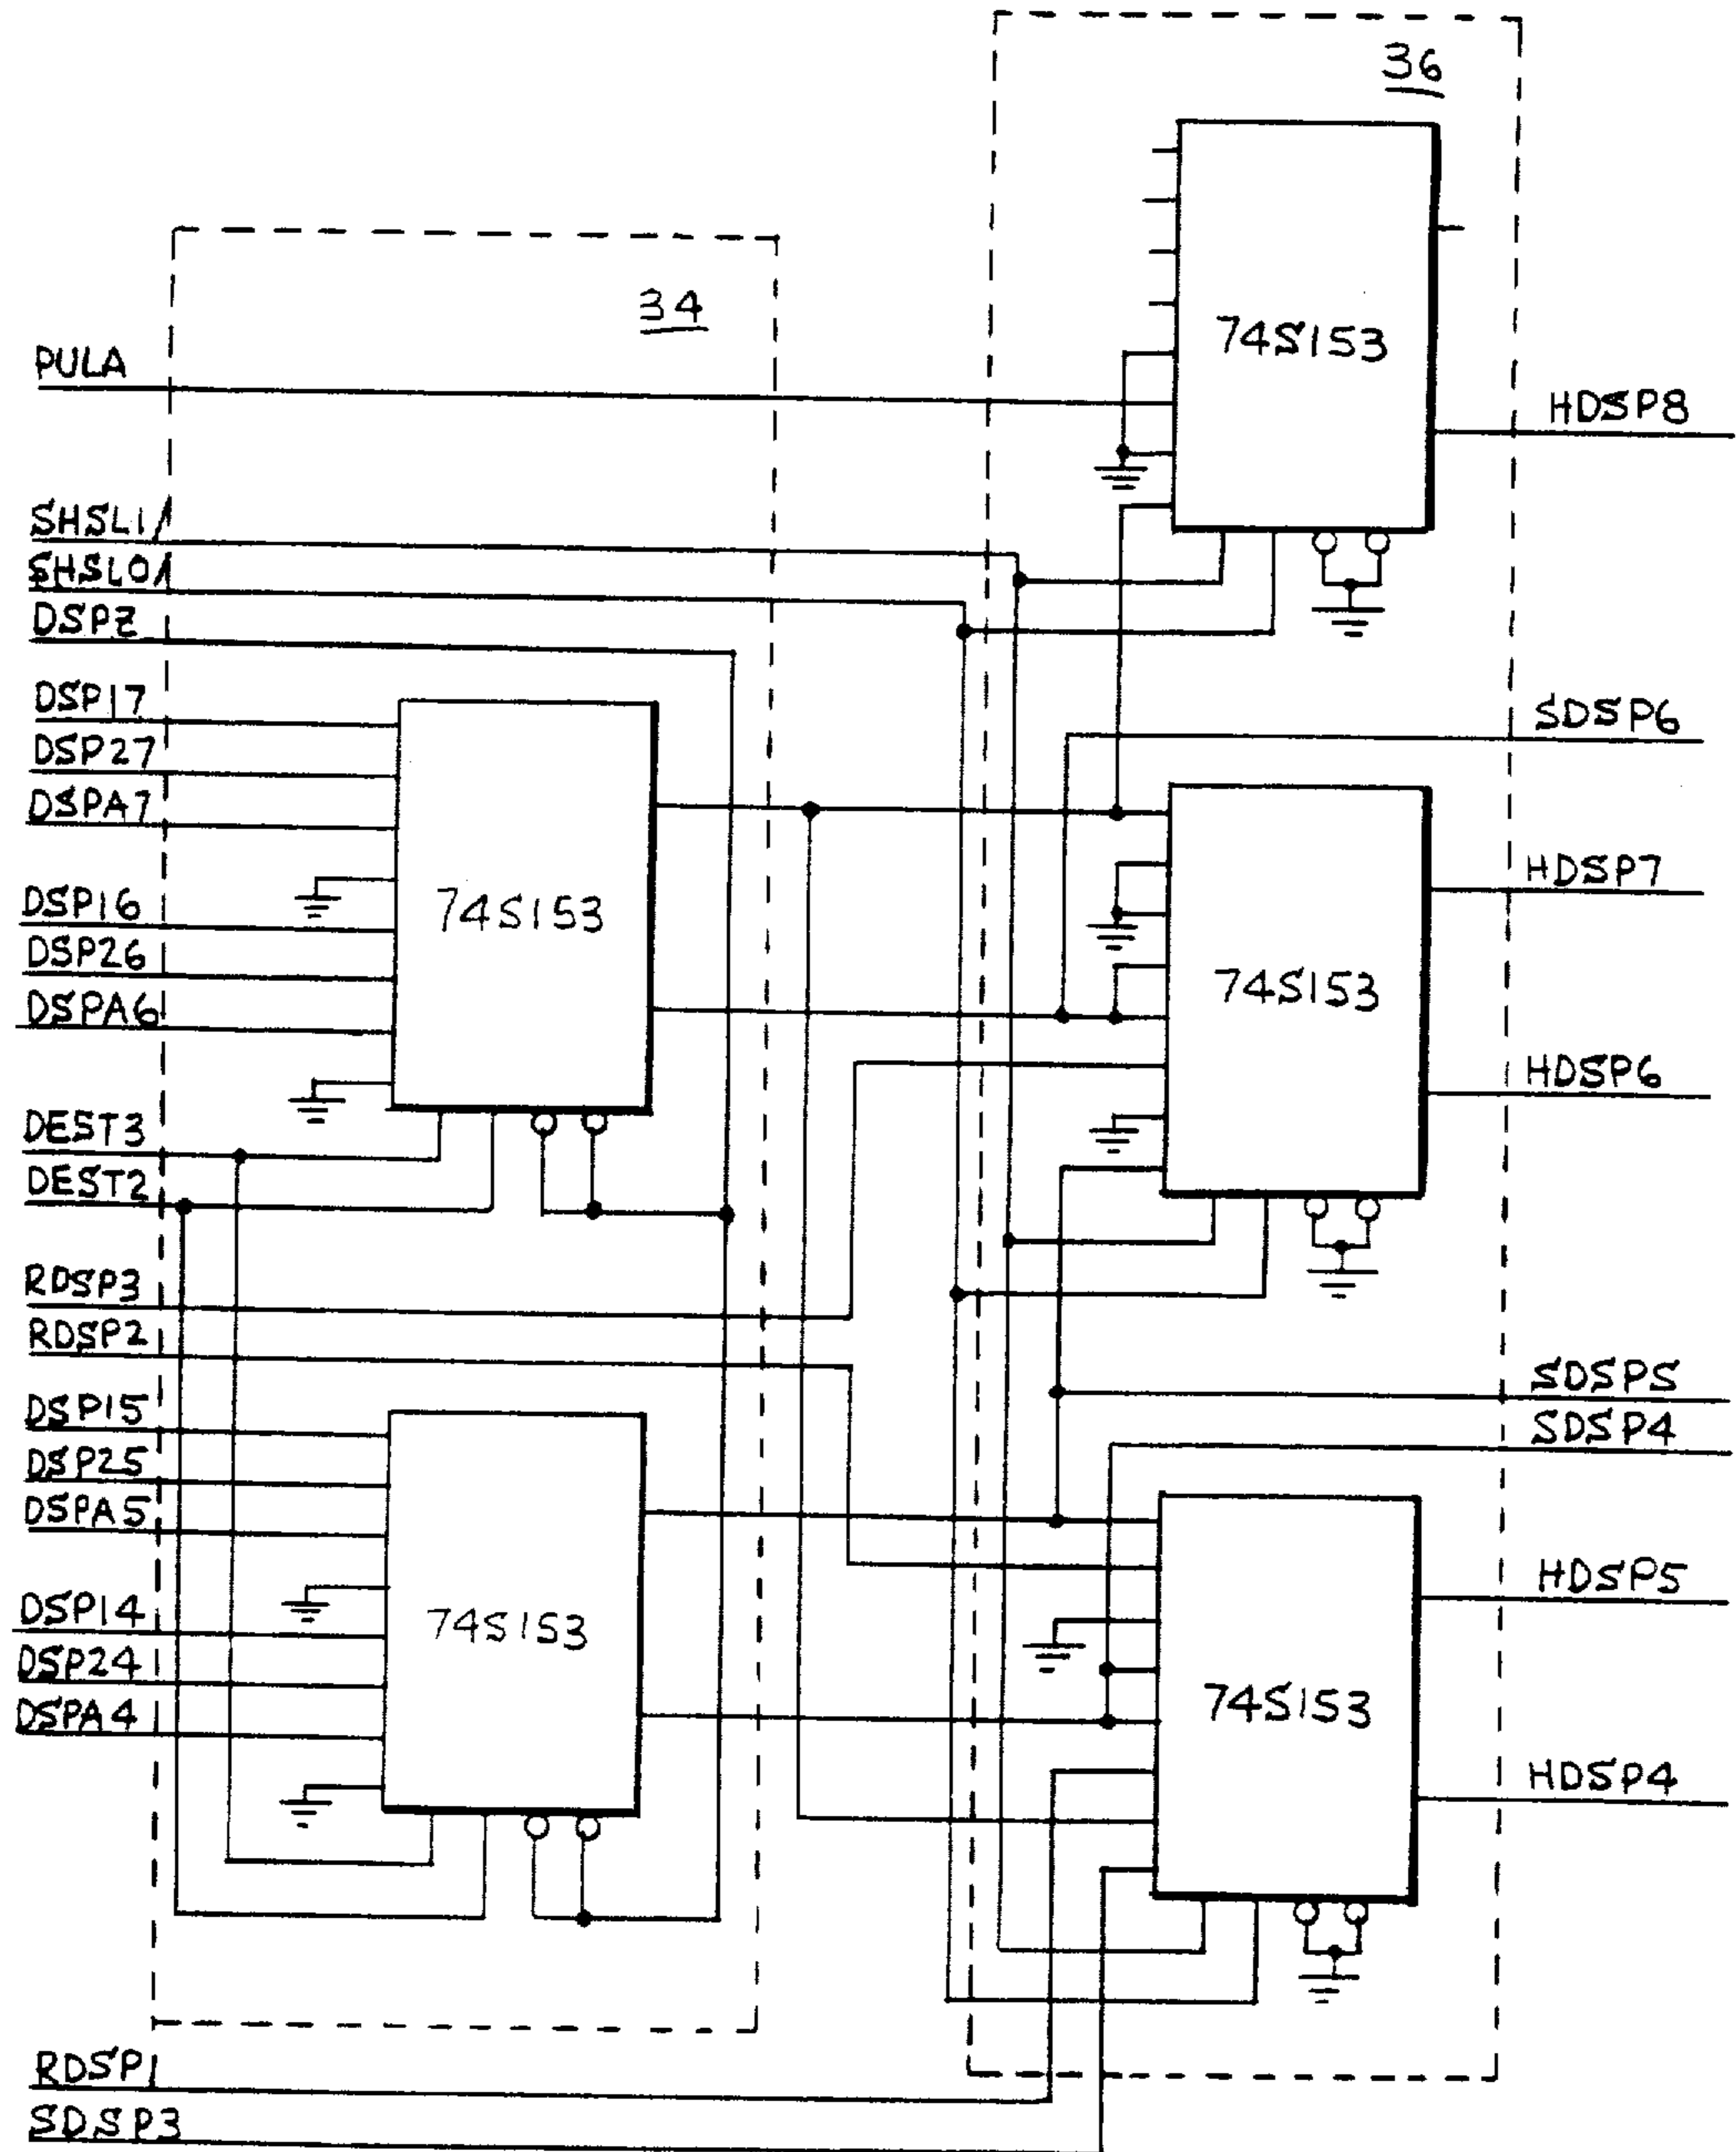 36
34
74S153
PULA
HDSP8
SHSL1/
SHSL0/
DSPZ
DSP17
SDSP6
DSP27
DSPA7
HDSP7
DSP16
74S153
DSP26
74S153
DSPA6
HDSP6
DEST3
DEST2
RDSP3
RDSP2
SDSP5
DSP15
SDSP4
DSP25
DSPA5
HDSP5
DSP14
74S153
DSP24
74S153
DSPA4
HDSP4
RDSP1
SDSP3